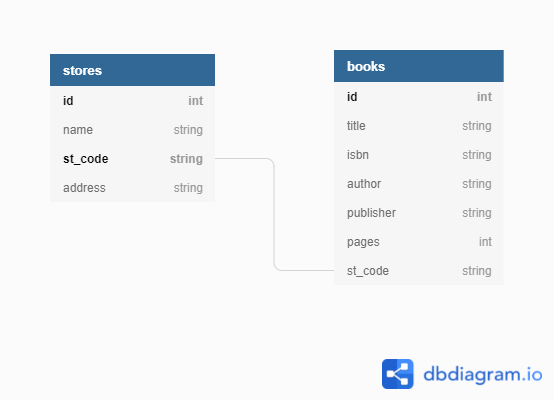 stores
id int
name string
st_code string
address string
books
id int
title string
isbn string
author string
publisher string
pages int
st_code string
dbdiagram.io